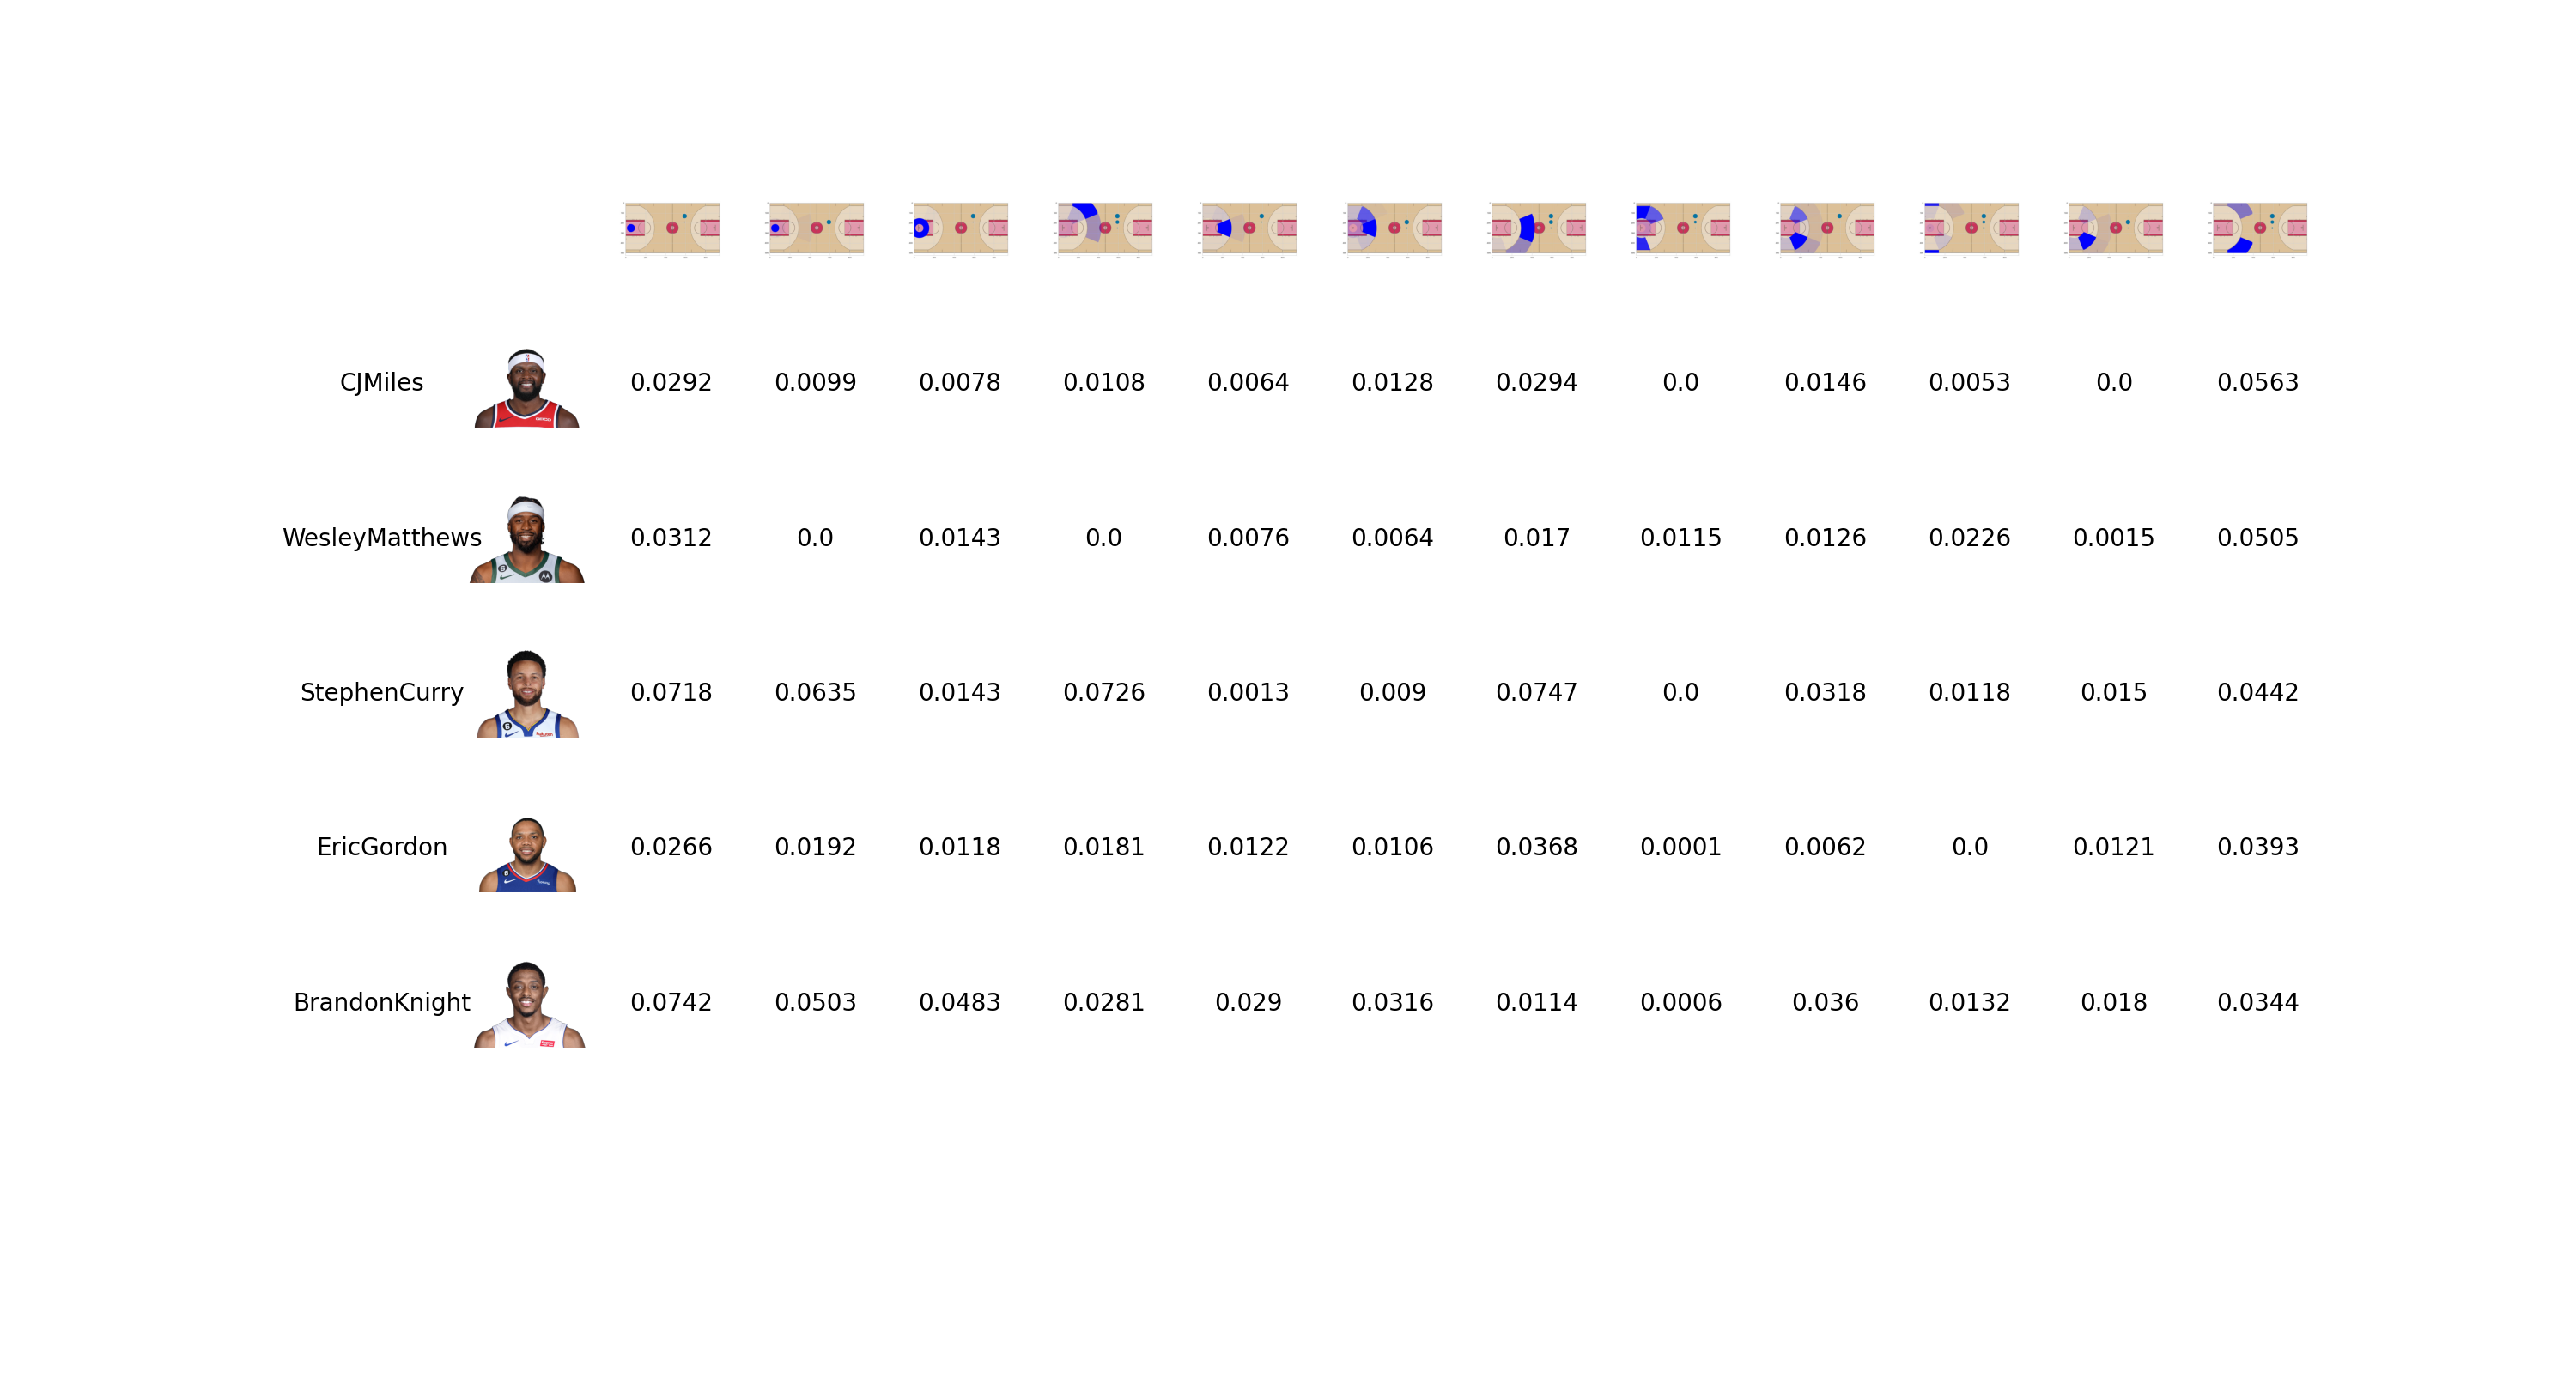 CJMiles 0.0292 0.0099 0.0078 0.0108 0.0064 0.0128 0.0294 0.0 0.0146 0.0053 0.0 0.0563
WesleyMatthews 0.0312 0.0 0.0143 0.0 0.0076 0.0064 0.017 0.0115 0.0126 0.0226 0.0015 0.0505
StephenCurry 0.0718 0.0635 0.0143 0.0726 0.0013 0.009 0.0747 0.0 0.0318 0.0118 0.015 0.0442
EricGordon 0.0266 0.0192 0.0118 0.0181 0.0122 0.0106 0.0368 0.0001 0.0062 0.0 0.0121 0.0393
BrandonKnight 0.0742 0.0503 0.0483 0.0281 0.029 0.0316 0.0114 0.0006 0.036 0.0132 0.018 0.0344